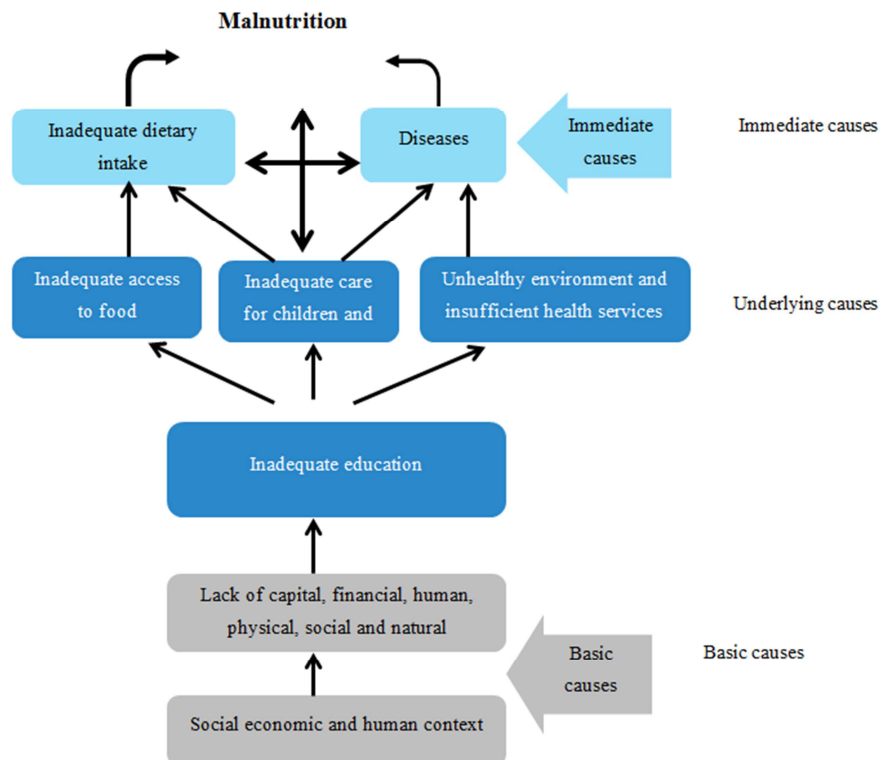 Malnutrition
Inadequate dietary
intake
Diseases
Immediate
causes
Immediate causes
Inadequate access
to food
Inadequate care
for children and
Unhealthy environment and
insufficient health services
Underlying causes
Inadequate education
Lack of capital, financial, human,
physical, social and natural
Basic
causes
Basic causes
Social economic and human context